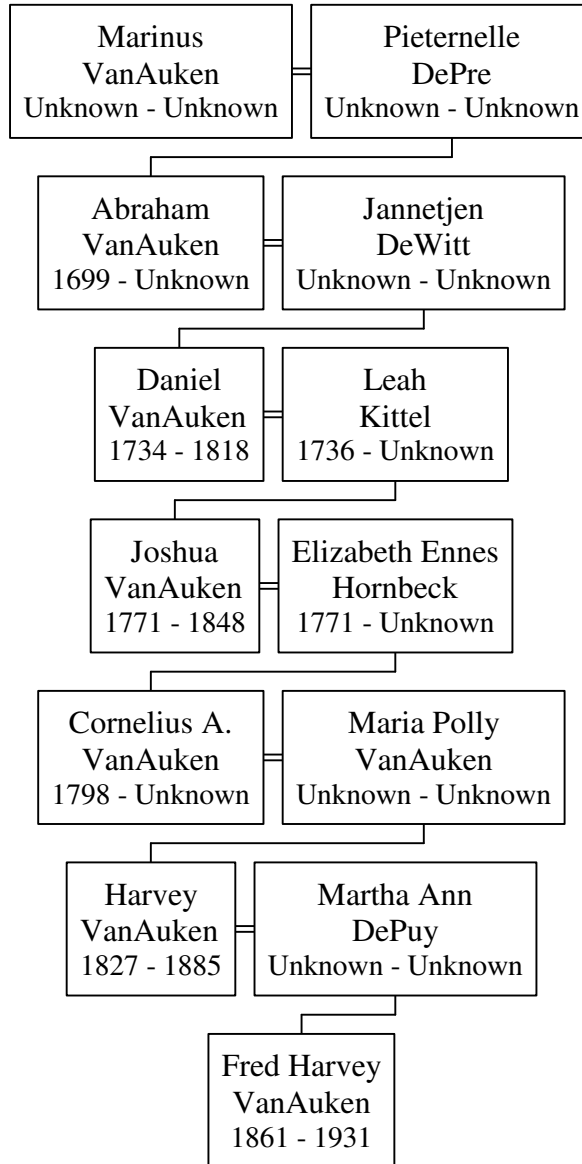 Marinus
VanAuken
Unknown - Unknown
Pieternelle
DePre
Unknown - Unknown
Abraham
VanAuken
1699 - Unknown
Jannetjen
DeWitt
Unknown - Unknown
Daniel
VanAuken
1734 - 1818
Leah
Kittel
1736 - Unknown
Joshua
VanAuken
1771 - 1848
Elizabeth Ennes
Hornbeck
1771 - Unknown
Cornelius A.
VanAuken
1798 - Unknown
Maria Polly
VanAuken
Unknown - Unknown
Harvey
VanAuken
1827 - 1885
Martha Ann
DePuy
Unknown - Unknown
Fred Harvey
VanAuken
1861 - 1931